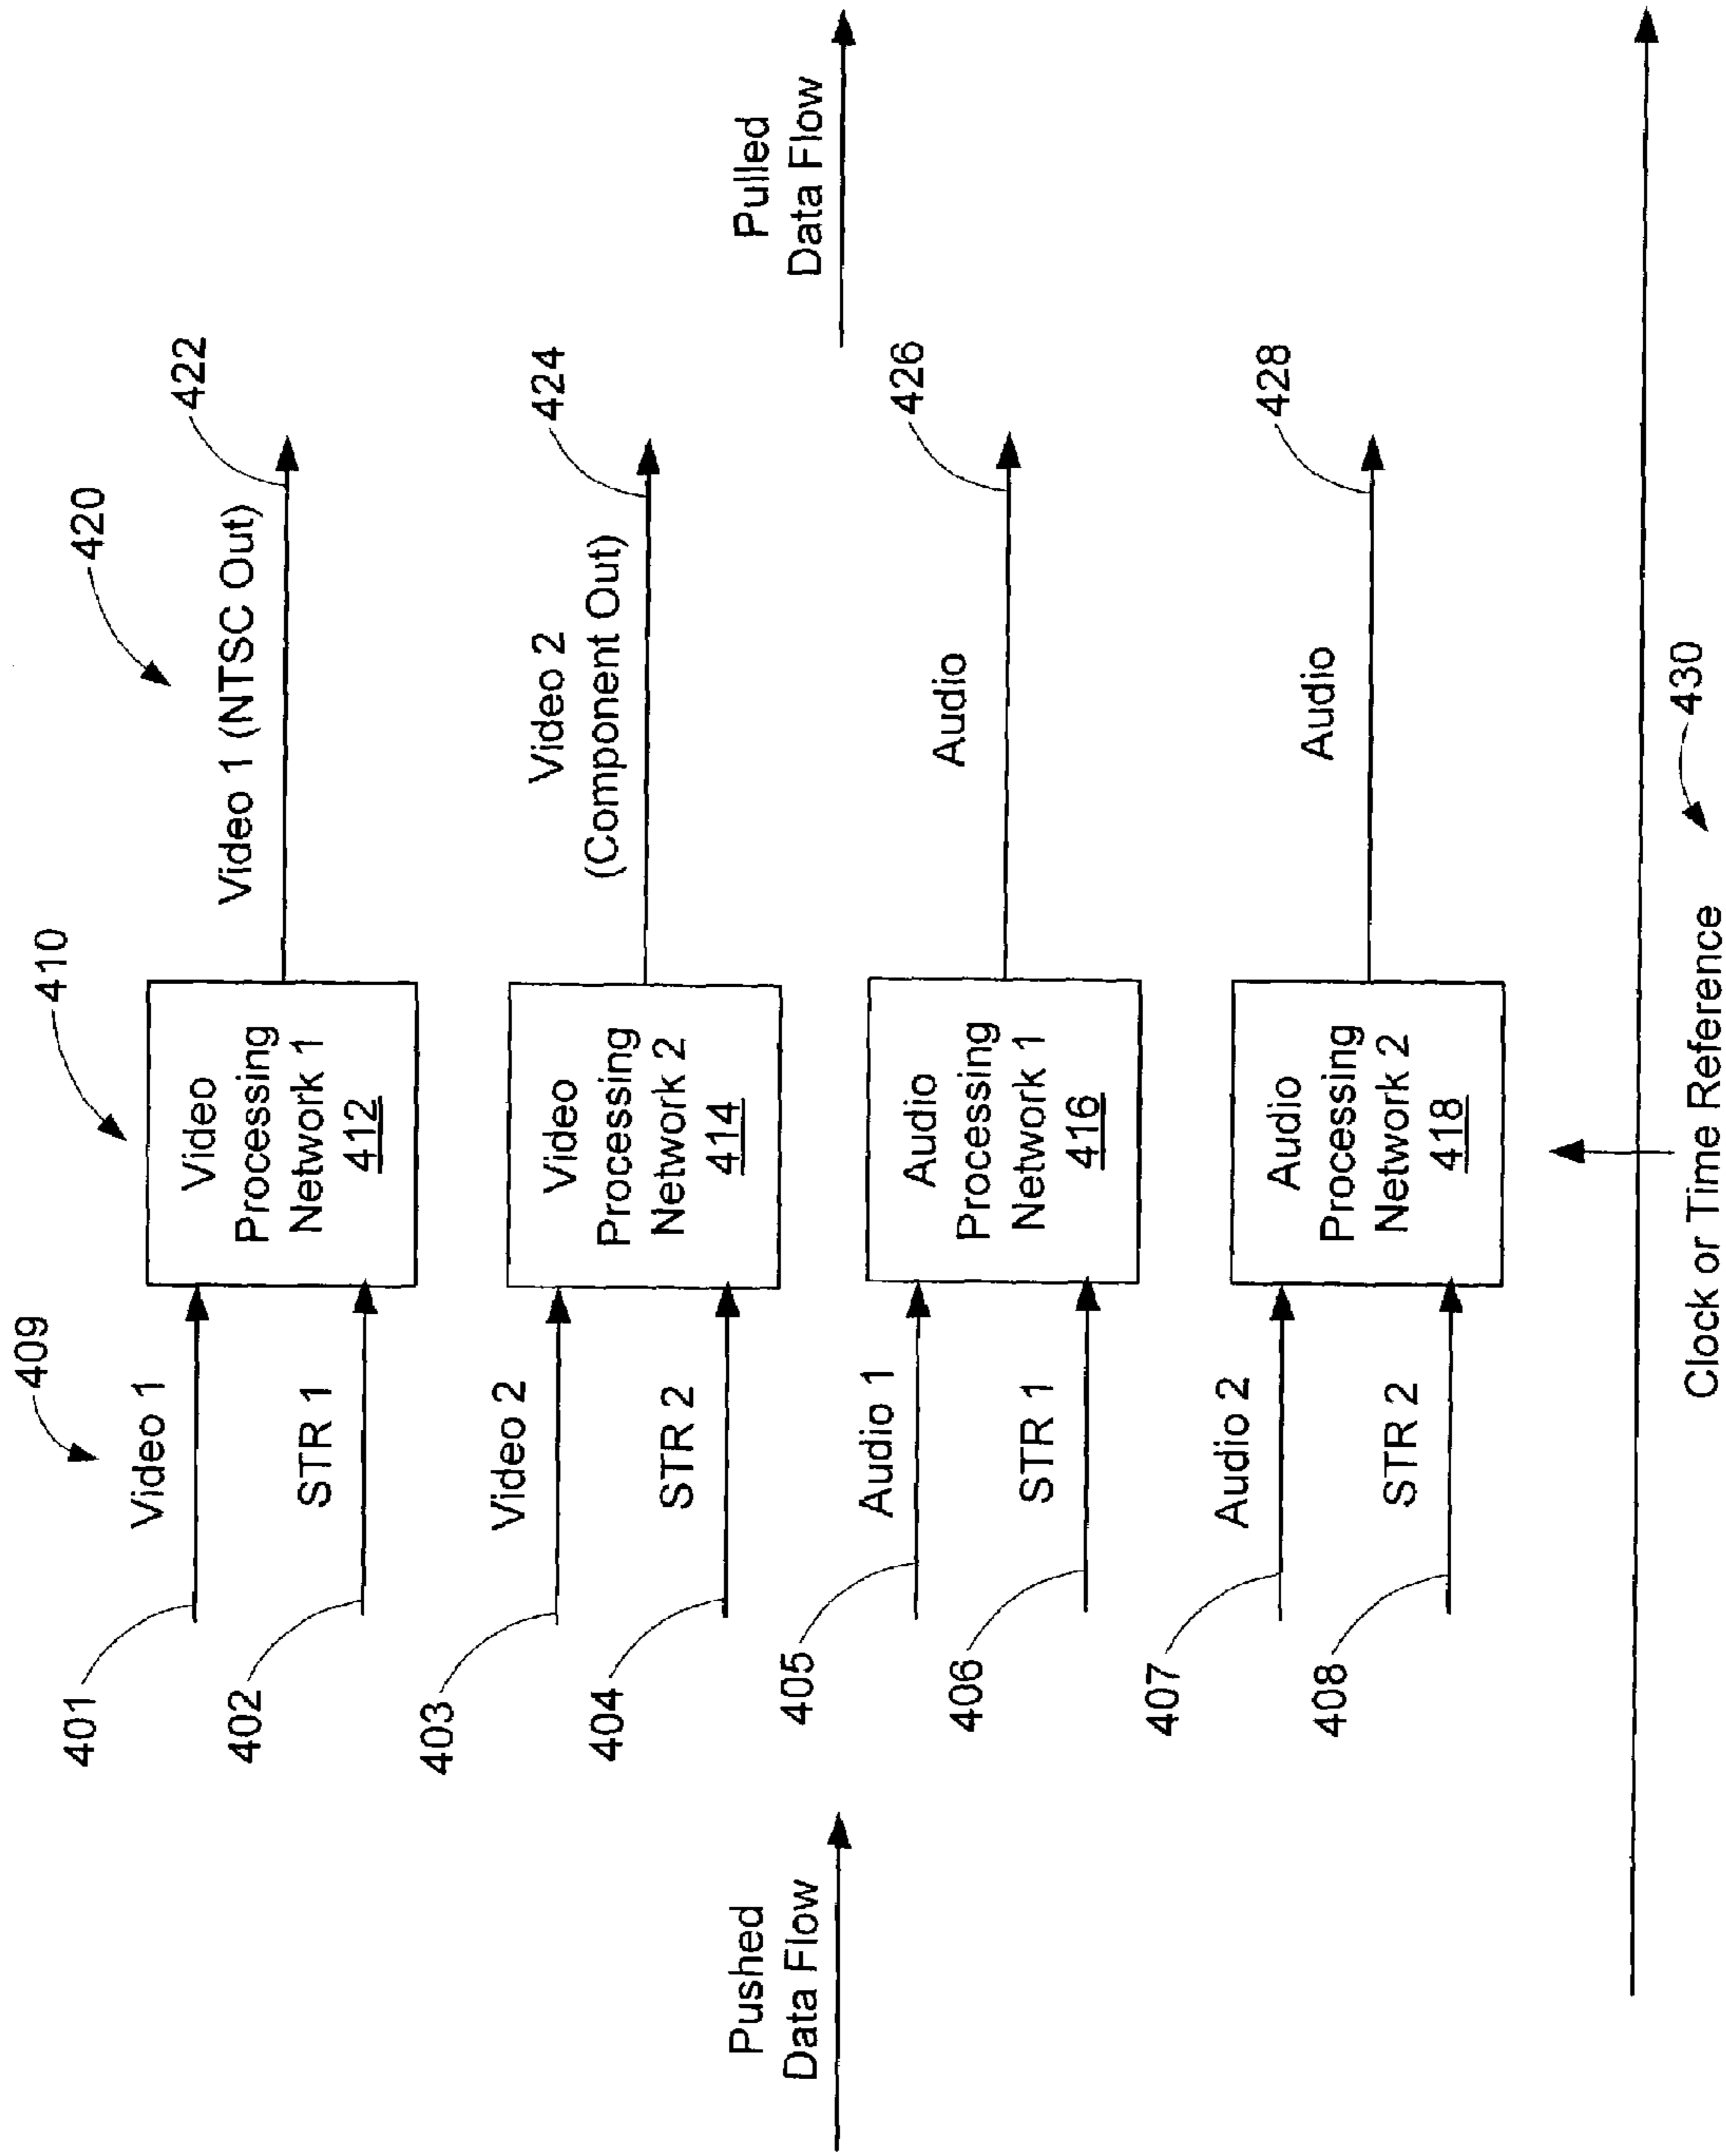 409
410
420
401
Video 1
402
STR 1
Video
Processing
Network 1
412
Video 1 (NTSC Out)
422
403
Video 2
404
STR 2
Video
Processing
Network 2
414
Video 2
(Component Out)
424
Pushed
Data Flow
Pulled
Data Flow
405
Audio 1
406
STR 1
Audio
Processing
Network 1
416
Audio
426
407
Audio 2
408
STR 2
Audio
Processing
Network 2
418
Audio
428
Clock or Time Reference
430